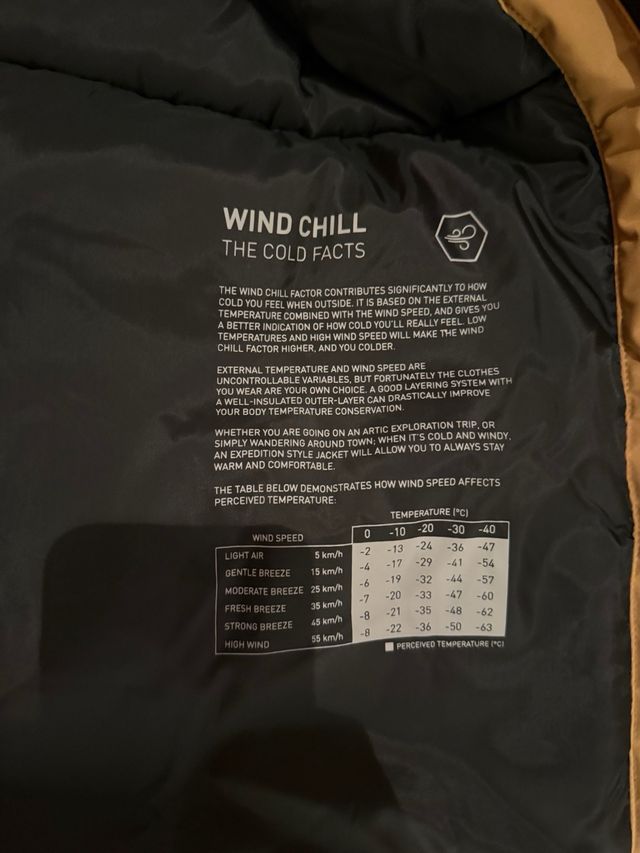 WIND CHILL
THE COLD FACTS
THE WIND CHILL FACTOR CONTRIBUTES SIGNIFICANTLY TO HOW
COLD YOU FEEL WHEN OUTSIDE. IT IS BASED ON THE EXTERNAL
TEMPERATURE COMBINED WITH THE WIND SPEED, AND GIVES YOU
A BETTER INDICATION OF HOW COLD YOU'LL REALLY FEEL. LOW
TEMPERATURES AND HIGH WIND SPEED WILL MAKE THE WIND
CHILL FACTOR HIGHER, AND YOU COLDER.
EXTERNAL TEMPERATURE AND WIND SPEED ARE
UNCONTROLLABLE VARIABLES, BUT FORTUNATELY THE CLOTHES
YOU WEAR ARE YOUR OWN CHOICE. A GOOD LAYERING SYSTEM WITH
A WELL-INSULATED OUTER-LAYER CAN DRASTICALLY IMPROVE
YOUR BODY TEMPERATURE CONSERVATION.
WHETHER YOU ARE GOING ON AN ARTIC EXPLORATION TRIP, OR
SIMPLY WANDERING AROUND TOWN; WHEN IT'S COLD AND WINDY,
AN EXPEDITION STYLE JACKET WILL ALLOW YOU TO ALWAYS STAY
WARM AND COMFORTABLE.
THE TABLE BELOW DEMONSTRATES HOW WIND SPEED AFFECTS
PERCEIVED TEMPERATURE:
TEMPERATURE (°C)
WIND SPEED 0 -10 -20 -30 -40
LIGHT AIR 5 km/h -2 -13 -24 -36 -47
GENTLE BREEZE 15 km/h -4 -17 -29 -41 -54
MODERATE BREEZE 25 km/h -6 -19 -32 -44 -57
FRESH BREEZE 35 km/h -7 -20 -33 -47 -60
STRONG BREEZE 45 km/h -8 -21 -35 -48 -62
HIGH WIND 55 km/h -8 -22 -36 -50 -63
PERCEIVED TEMPERATURE (°C)